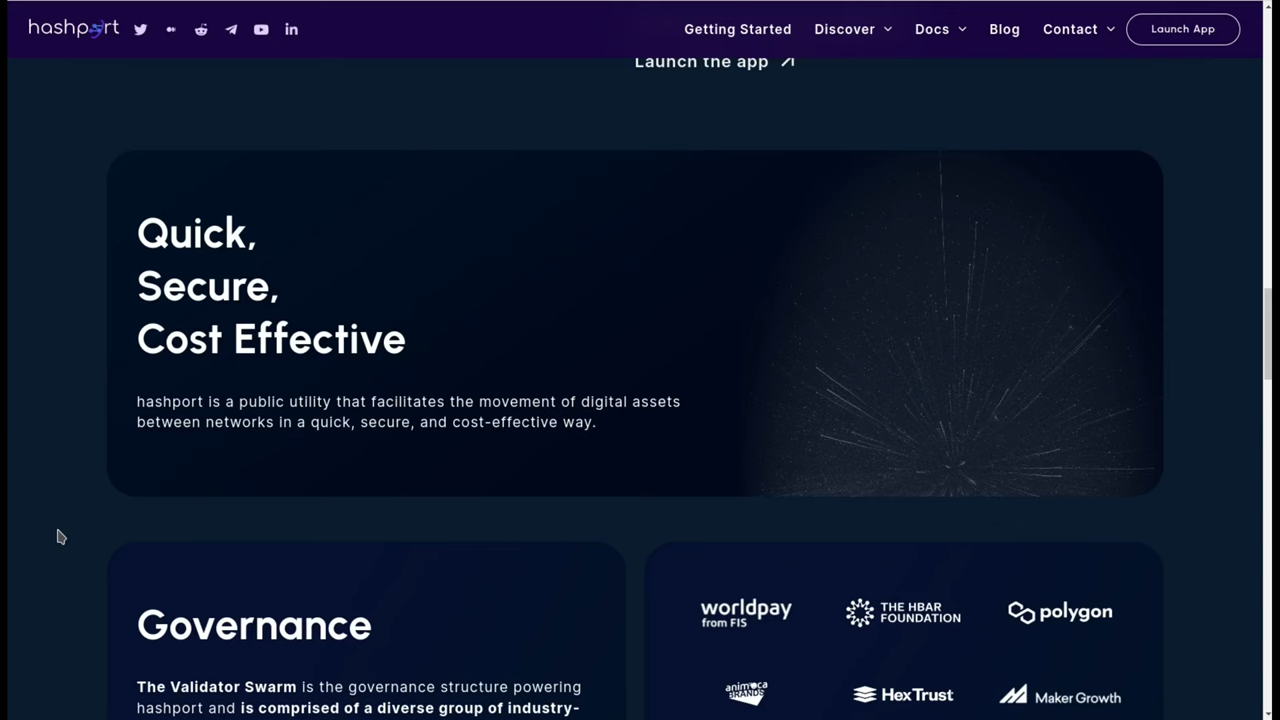 hashport
Getting Started
Discover
Docs
Blog
Contact
Launch App
Launch the app
Quick,
Secure,
Cost Effective
hashport is a public utility that facilitates the movement of digital assets
between networks in a quick, secure, and cost-effective way.
Governance
The Validator Swarm is the governance structure powering
hashport and is comprised of a diverse group of industry-
worldpay
from FIS
THE HBAR
FOUNDATION
polygon
animoca
BRANDS
HexTrust
Maker Growth